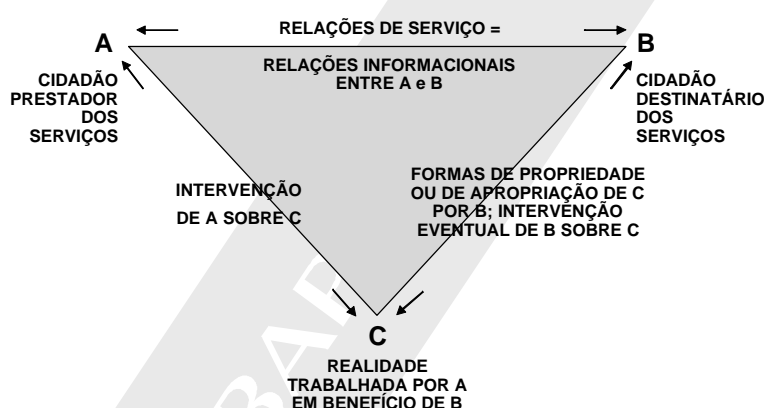 RELAÇÕES DE SERVIÇO =
A
B
RELAÇÕES INFORMACIONAIS
ENTRE A e B
CIDADÃO
PRESTADOR
DOS
SERVIÇOS
CIDADÃO
DESTINATÁRIO
DOS
SERVIÇOS
INTERVENÇÃO
DE A SOBRE C
FORMAS DE PROPRIEDADE
OU DE APROPRIAÇÃO DE C
POR B; INTERVENÇÃO
EVENTUAL DE B SOBRE C
C
REALIDADE
TRABALHADA POR A
EM BENEFÍCIO DE B